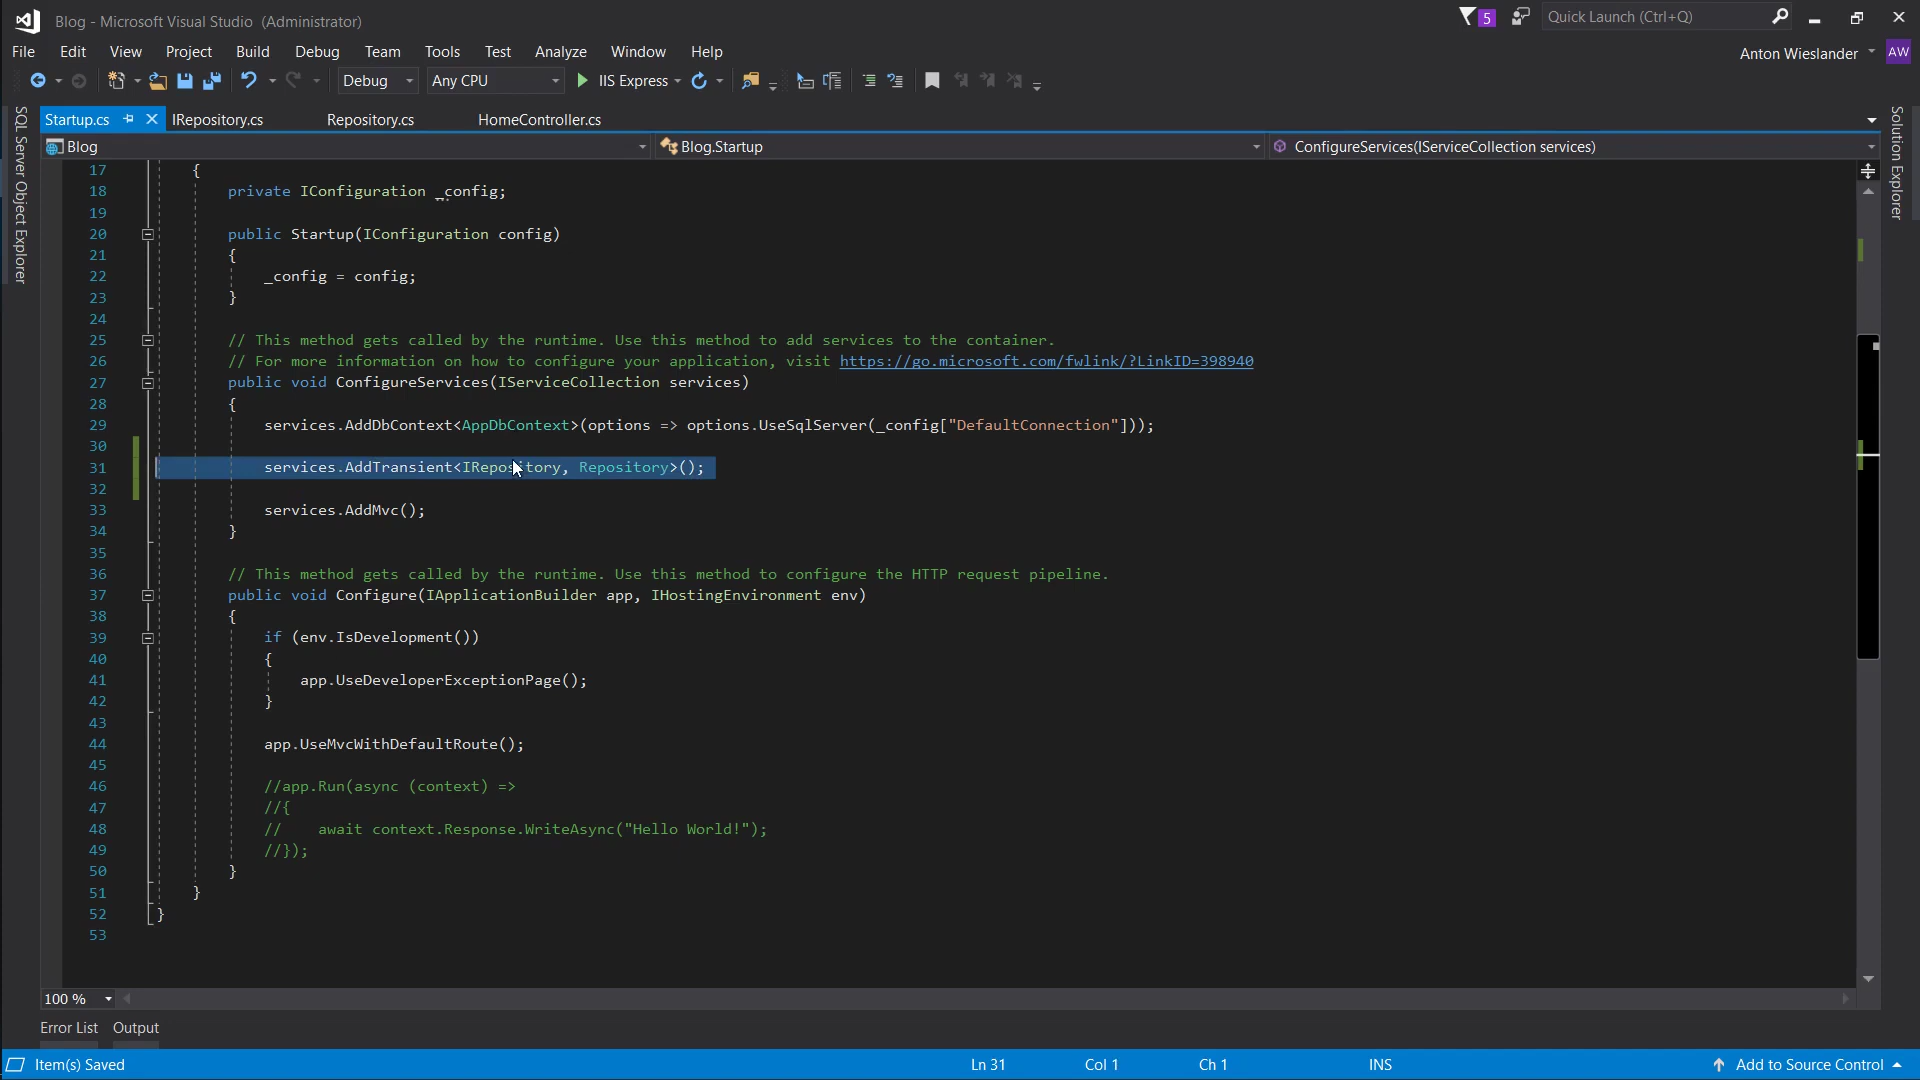 Blog - Microsoft Visual Studio (Administrator)
5
Quick Launch (Ctrl+Q)
File Edit View Project Build Debug Team Tools Test Analyze Window Help
Anton Wieslander AW
Debug Any CPU IIS Express
SQL Server Object Explorer
Startup.cs IRepository.cs Repository.cs HomeController.cs
Solution Explorer
Blog Blog.Startup ConfigureServices(IServiceCollection services)
17 {
18 private IConfiguration _config;
19
20 public Startup(IConfiguration config)
21 {
22 _config = config;
23 }
24
25 // This method gets called by the runtime. Use this method to add services to the container.
26 // For more information on how to configure your application, visit https://go.microsoft.com/fwlink/?LinkID=398940
27 public void ConfigureServices(IServiceCollection services)
28 {
29 services.AddDbContext<AppDbContext>(options => options.UseSqlServer(_config["DefaultConnection"]));
30
31 services.AddTransient<IRepository, Repository>();
32
33 services.AddMvc();
34 }
35
36 // This method gets called by the runtime. Use this method to configure the HTTP request pipeline.
37 public void Configure(IApplicationBuilder app, IHostingEnvironment env)
38 {
39 if (env.IsDevelopment())
40 {
41 app.UseDeveloperExceptionPage();
42 }
43
44 app.UseMvcWithDefaultRoute();
45
46 //app.Run(async (context) =>
47 //{
48 //    await context.Response.WriteAsync("Hello World!");
49 //});
50 }
51 }
52 }
53
100 %
Error List Output
Item(s) Saved Ln 31 Col 1 Ch 1 INS Add to Source Control